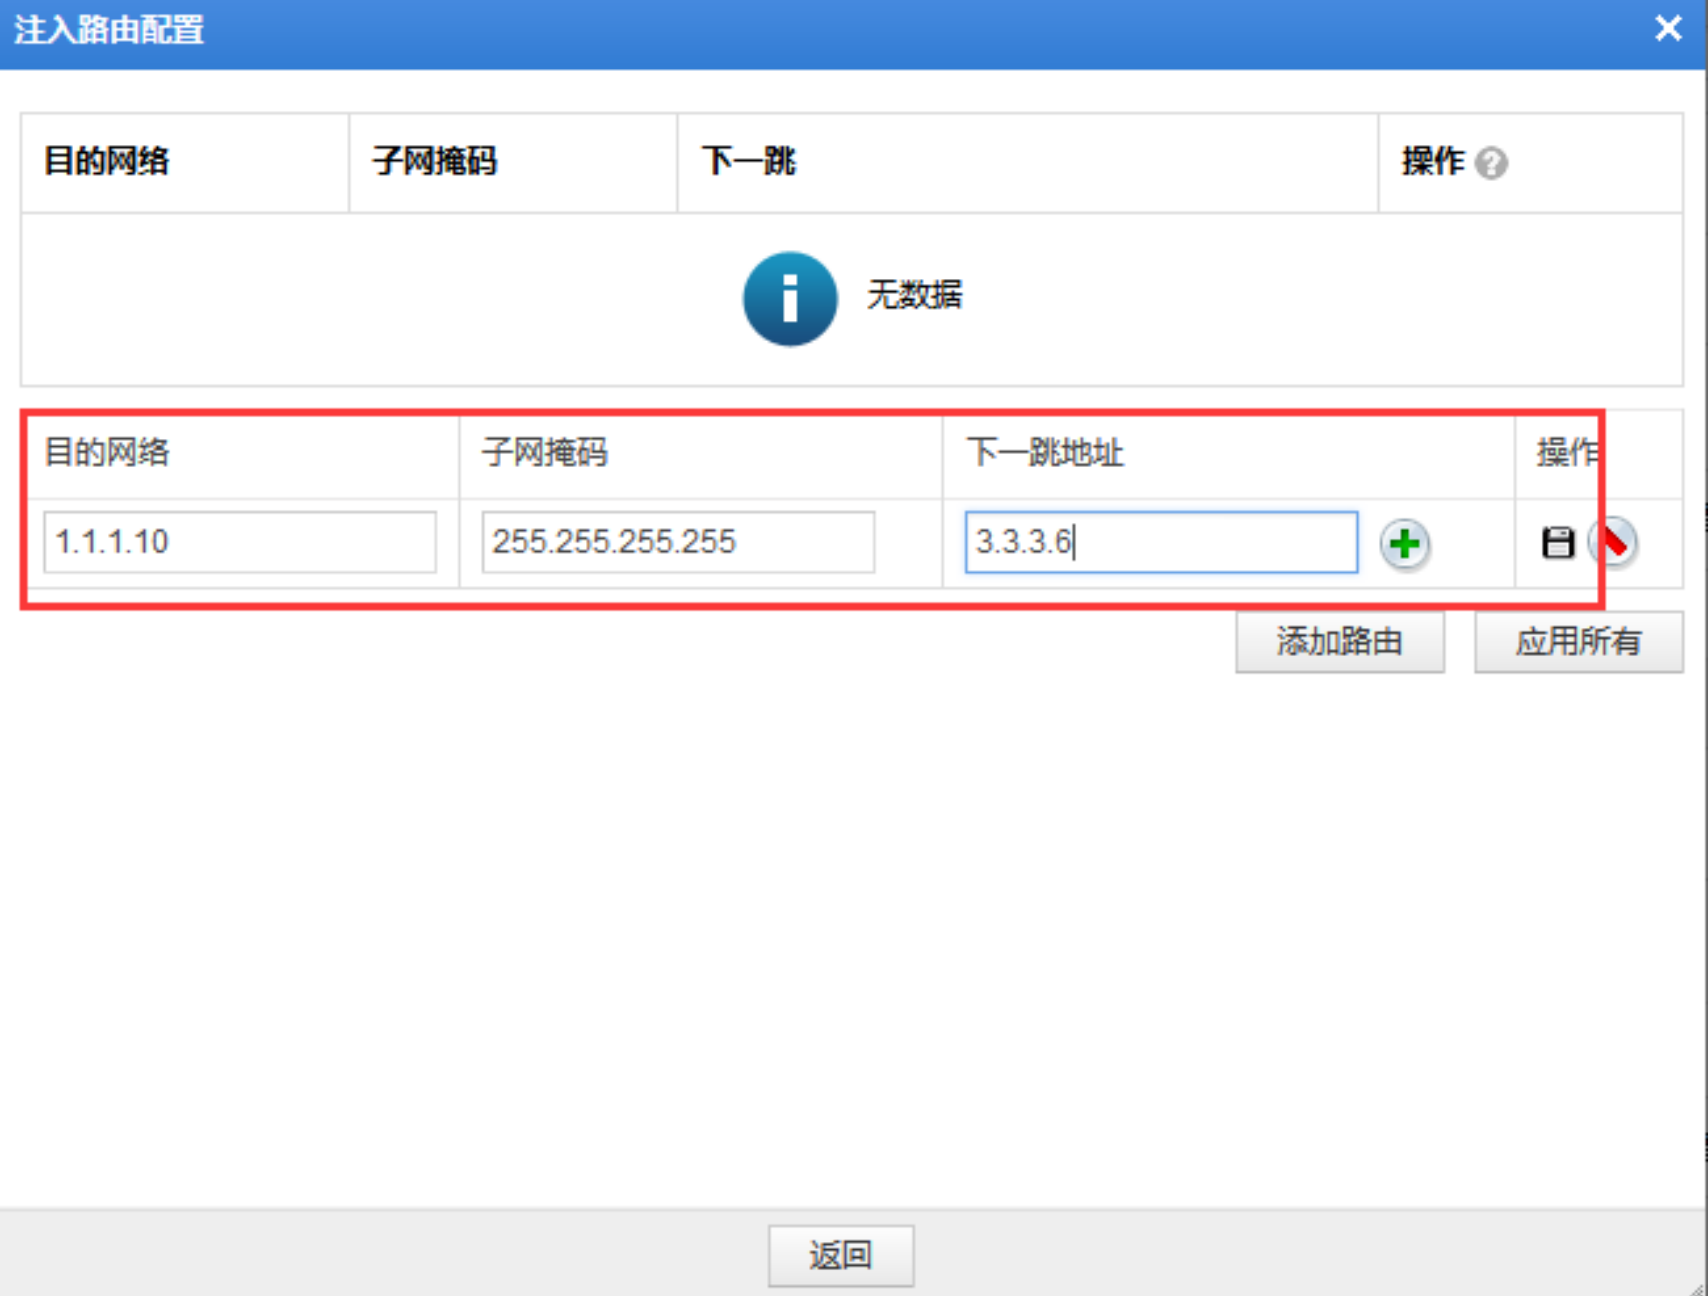 注入路由配置
目的网络 子网掩码 下一跳 操作
无数据
目的网络 子网掩码 下一跳地址 操作
1.1.1.10 255.255.255.255 3.3.3.6
添加路由 应用所有
返回